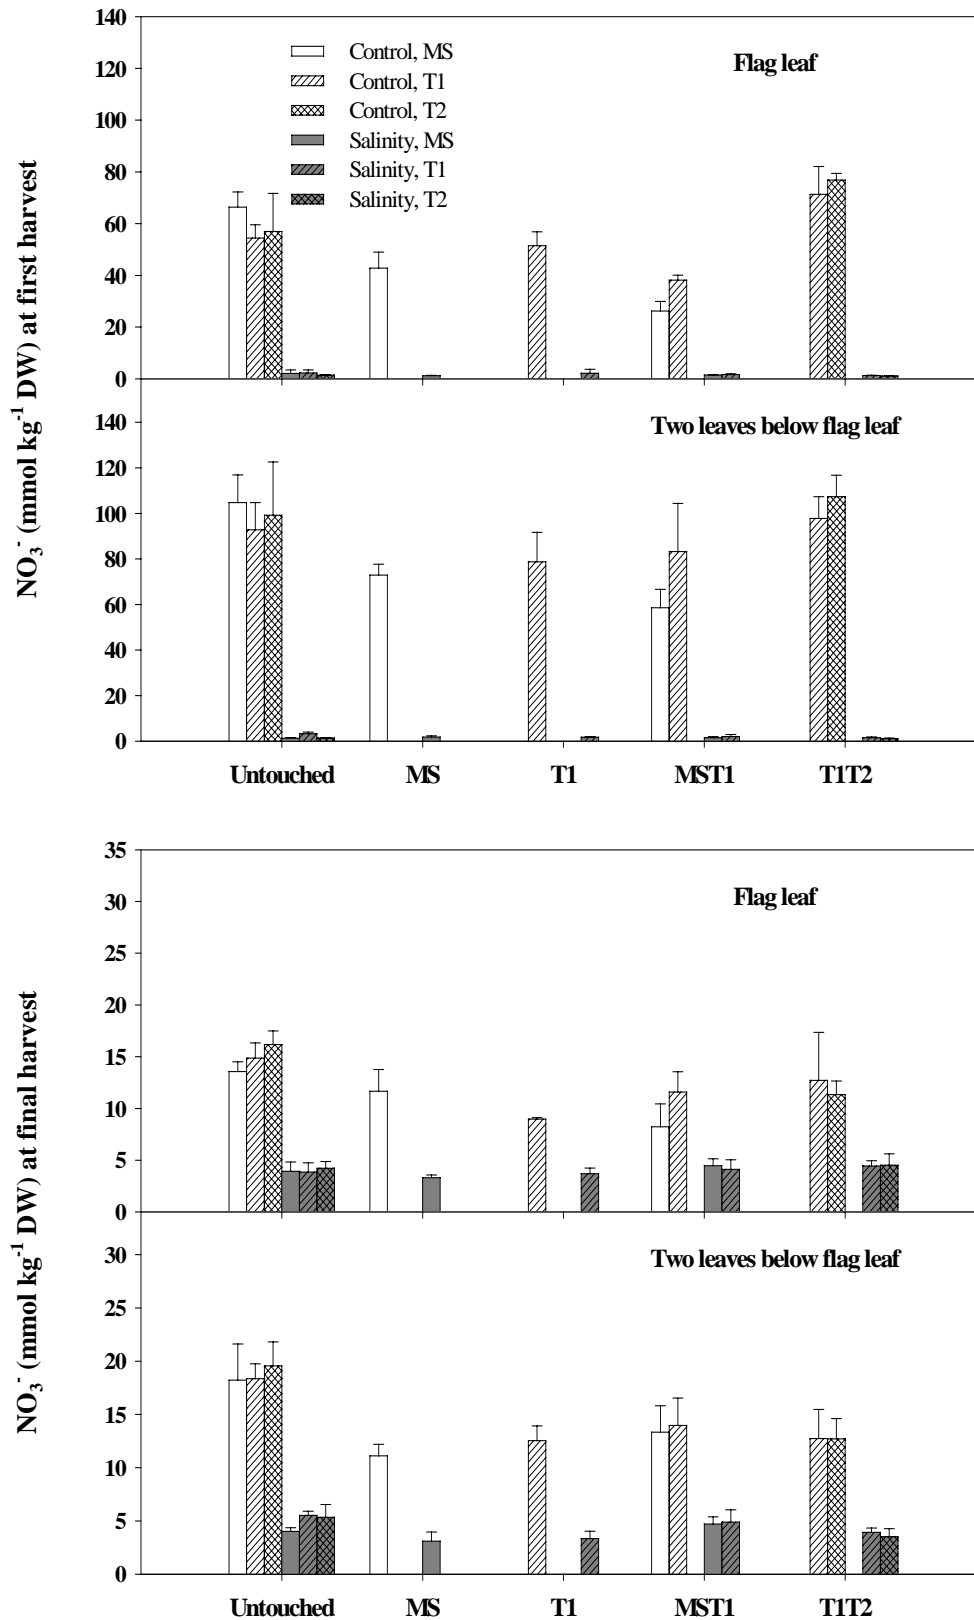 NO₃⁻ (mmol kg⁻¹ DW) at first harvest
140
120
100
80
60
40
20
0
Control, MS
Control, T1
Control, T2
Salinity, MS
Salinity, T1
Salinity, T2
Flag leaf
140
120
100
80
60
40
20
0
Two leaves below flag leaf
Untouched MS T1 MST1 T1T2
NO₃⁻ (mmol kg⁻¹ DW) at final harvest
35
30
25
20
15
10
5
0
Flag leaf
30
25
20
15
10
5
0
Two leaves below flag leaf
Untouched MS T1 MST1 T1T2